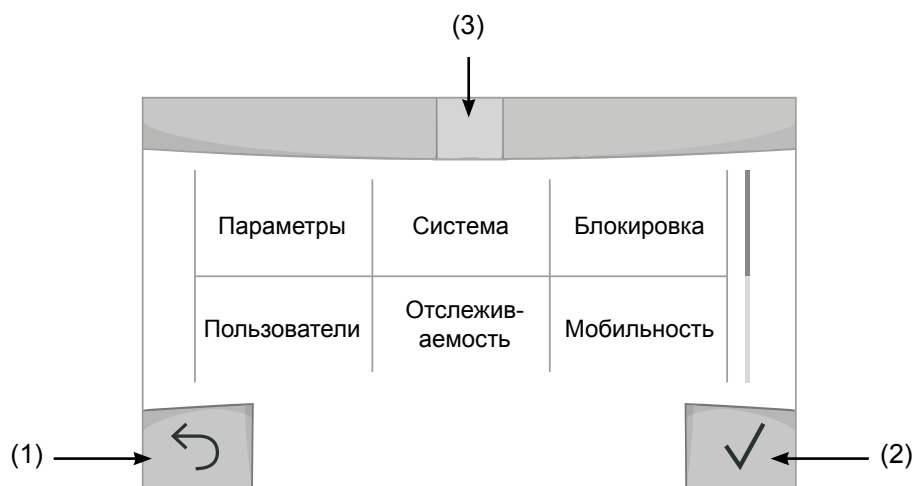 (3)
Параметры
Система
Блокировка
Пользователи
Отслежив-
аемость
Мобильность
(1)
(2)